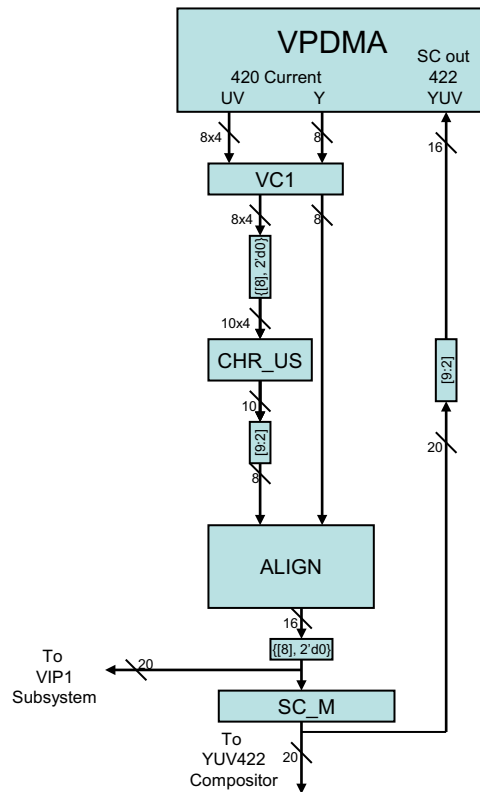 VPDMA
SC out
420 Current
422
UV
Y
YUV
8x4
8
16
VC1
8x4
8
{[8], 2'd0}
10x4
CHR_US
[9:2]
10
[9:2]
20
8
ALIGN
16
{[8], 2'd0}
To
VIP1
Subsystem
20
SC_M
To
YUV422
Compositor
20